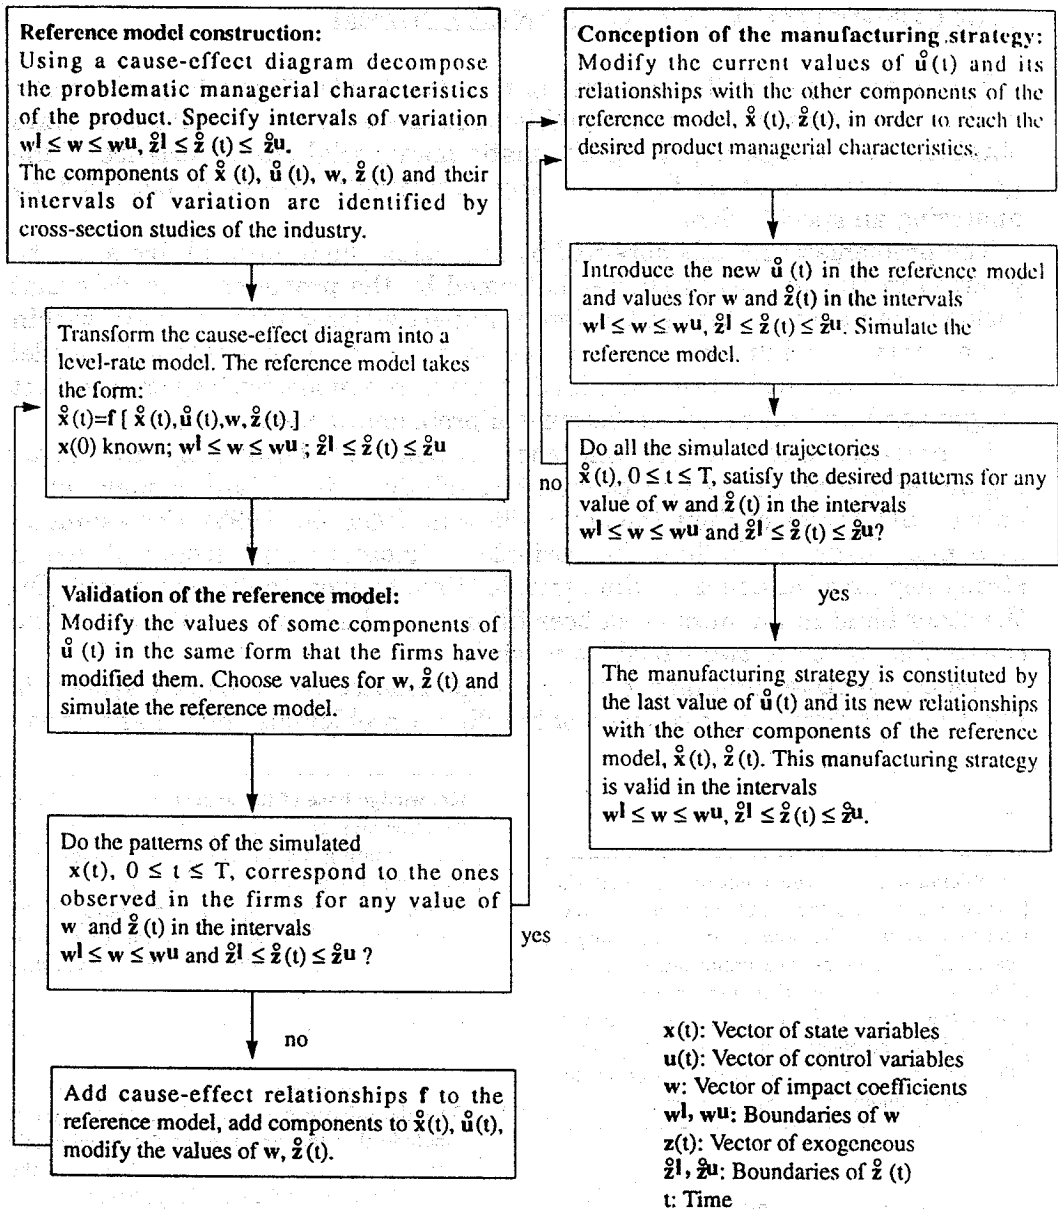 Reference model construction:
Using a cause-effect diagram decompose
the problematic managerial characteristics
of the product. Specify intervals of variation
wˡ ≤ w ≤ wᵘ, z̊ˡ ≤ z̊ (t) ≤ z̊ᵘ.
The components of x̊ (t), ů (t), w, z̊ (t) and their
intervals of variation are identified by
cross-section studies of the industry.
Transform the cause-effect diagram into a
level-rate model. The reference model takes
the form:
x̊(t)=f [ x̊(t),ů(t),w,z̊(t) ]
x(0) known; wˡ ≤ w ≤ wᵘ ; z̊ˡ ≤ z̊(t) ≤ z̊ᵘ
Validation of the reference model:
Modify the values of some components of
ů (t) in the same form that the firms have
modified them. Choose values for w, z̊ (t) and
simulate the reference model.
Do the patterns of the simulated
x(t), 0 ≤ t ≤ T, correspond to the ones
observed in the firms for any value of
w and z̊ (t) in the intervals
wˡ ≤ w ≤ wᵘ and z̊ˡ ≤ z̊(t) ≤ z̊ᵘ ?
yes
no
Add cause-effect relationships f to the
reference model, add components to x̊(t), ů(t),
modify the values of w, z̊ (t).
Conception of the manufacturing strategy:
Modify the current values of ů(t) and its
relationships with the other components of the
reference model, x̊ (t), z̊ (t), in order to reach the
desired product managerial characteristics.
Introduce the new ů (t) in the reference model
and values for w and z̊(t) in the intervals
wˡ ≤ w ≤ wᵘ, z̊ˡ ≤ z̊(t) ≤ z̊ᵘ. Simulate the
reference model.
Do all the simulated trajectories
x̊(t), 0 ≤ t ≤ T, satisfy the desired patterns for any
value of w and z̊ (t) in the intervals
wˡ ≤ w ≤ wᵘ and z̊ˡ ≤ z̊(t) ≤ z̊ᵘ?
no
yes
The manufacturing strategy is constituted by
the last value of ů(t) and its new relationships
with the other components of the reference
model, x̊ (t), z̊ (t). This manufacturing strategy
is valid in the intervals
wˡ ≤ w ≤ wᵘ, z̊ˡ ≤ z̊(t) ≤ z̊ᵘ.
x(t): Vector of state variables
u(t): Vector of control variables
w: Vector of impact coefficients
wˡ, wᵘ: Boundaries of w
z(t): Vector of exogeneous
z̊ˡ, z̊ᵘ: Boundaries of z̊ (t)
t: Time